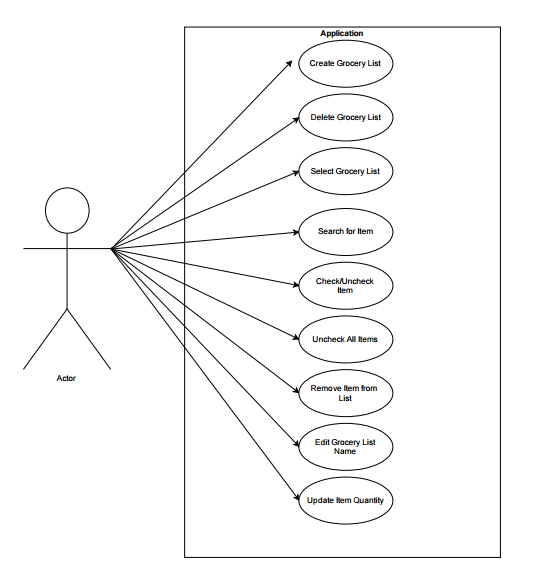 Application
Create Grocery List
Delete Grocery List
Select Grocery List
Search for Item
Check/Uncheck
Item
Uncheck All Items
Remove Item from
List
Edit Grocery List
Name
Update Item Quantity
Actor